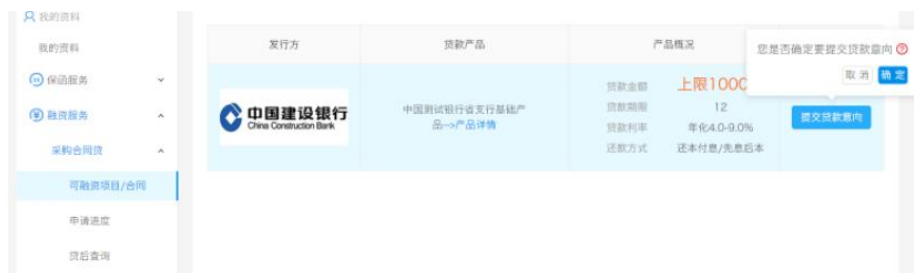 我的资料
我的资料
保函服务
融资服务
采购合同贷
可融资项目/合同
申请进度
贷后查询
发行方
贷款产品
产品概况
中国建设银行
China Construction Bank
中国测试银行省支行基础产
品-->产品详情
贷款金额 上限1000
贷款期限 12
贷款利率 年化4.0-9.0%
还款方式 还本付息/先息后本
您是否确定要提交贷款意向
取消 确定
提交贷款意向